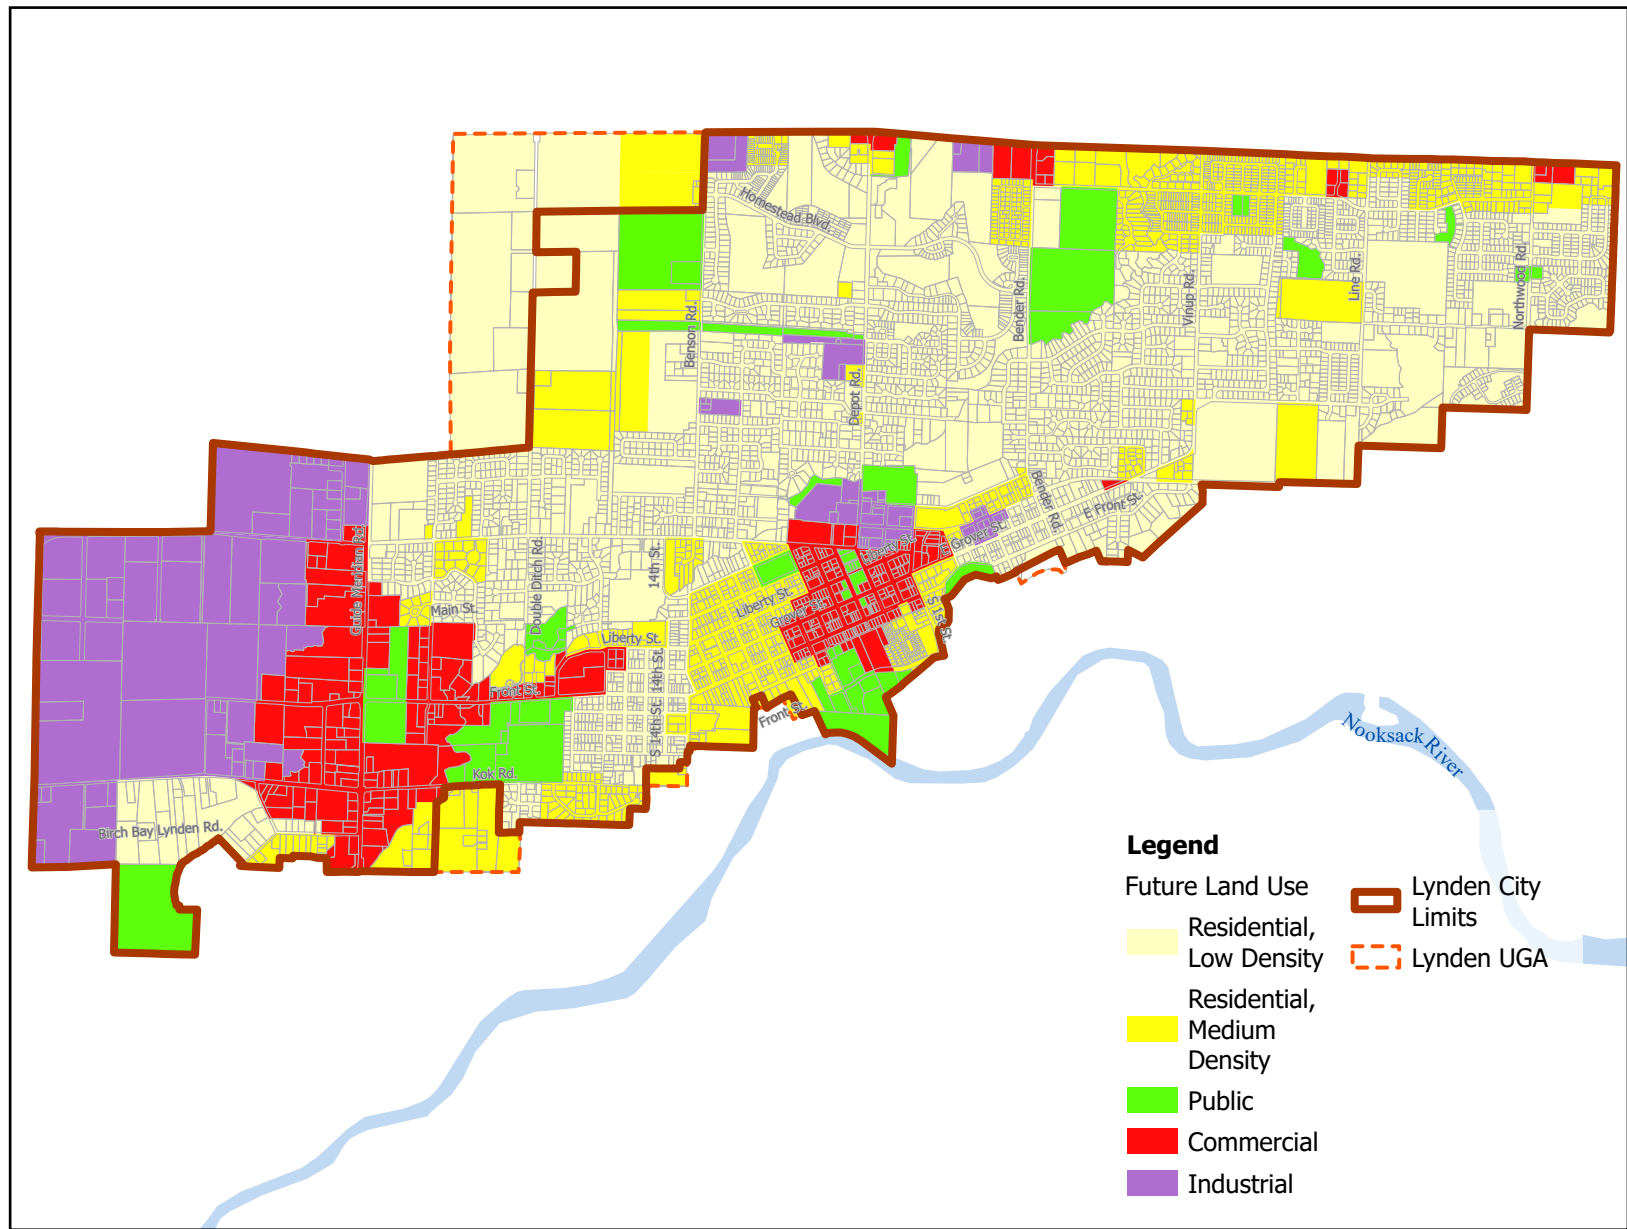 Homestead Blvd.
Benson Rd.
Bender Rd.
Vinup Rd.
Line Rd.
Northwood Rd.
Depot Rd.
Bender Rd.
E Front St.
E Grover St.
Liberty St.
Guide Meridian Rd.
Double Ditch Rd.
14th St.
Main St.
Liberty St.
Grover St.
S 1st St.
Liberty St.
14th St.
Front St.
S 14th St.
Front St.
Kok Rd.
Birch Bay Lynden Rd.
Nooksack River
Legend
Future Land Use
Residential,
Low Density
Residential,
Medium
Density
Public
Commercial
Industrial
Lynden City
Limits
Lynden UGA